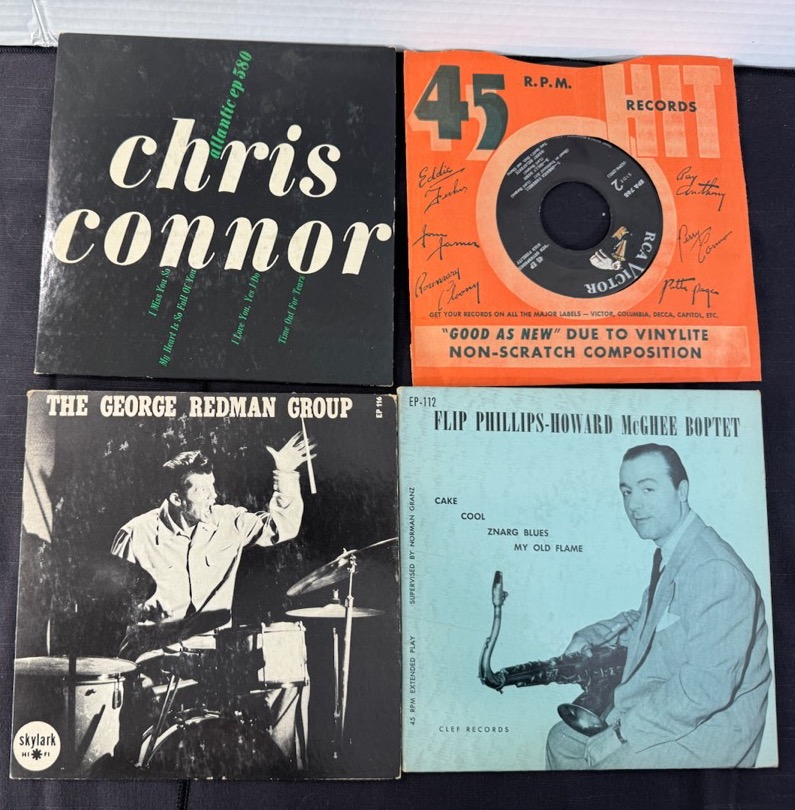 atlantic ep 580
chris
connor
I Miss You So
My Heart Is So Full Of You
I Love You, Yes I Do
Time Out For Tears
45
R.P.M.
HIT
RECORDS
Eddie
Fisher
Ray
Anthony
Perry
Como
Rosemary
Clooney
Patti Page
RCA VICTOR
2
GET YOUR RECORDS ON ALL THE MAJOR LABELS – VICTOR, COLUMBIA, DECCA, CAPITOL, ETC.
"GOOD AS NEW" DUE TO VINYLITE
NON-SCRATCH COMPOSITION
THE GEORGE REDMAN GROUP
EP 116
skylark
HI FI
EP-112
FLIP PHILLIPS-HOWARD McGHEE BOPTET
CAKE
COOL
ZNARG BLUES
MY OLD FLAME
45 RPM EXTENDED PLAY
SUPERVISED BY NORMAN GRANZ
CLEF RECORDS